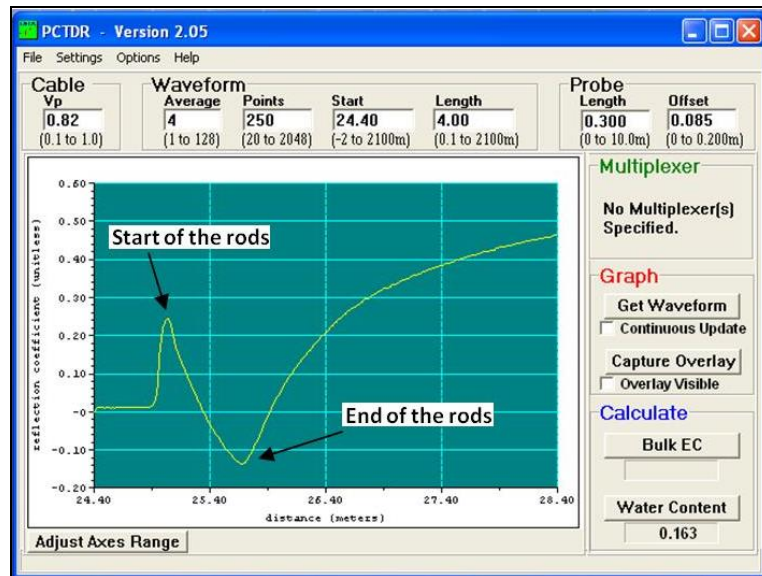 PCTDR - Version 2.05
File Settings Options Help
Cable
Vp
0.82
(0.1 to 1.0)
Waveform
Average Points Start Length
4 250 24.40 4.00
(1 to 128) (20 to 2048) (-2 to 2100m) (0.1 to 2100m)
Probe
Length Offset
0.300 0.085
(0 to 10.0m) (0 to 0.200m)
reflection coefficient (unitless)
0.60
0.50
0.40
0.30
0.20
0.10
-0
-0.10
-0.20
Start of the rods
End of the rods
24.40 25.40 26.40 27.40 28.40
distance (meters)
Adjust Axes Range
Multiplexer
No Multiplexer(s)
Specified.
Graph
Get Waveform
Continuous Update
Capture Overlay
Overlay Visible
Calculate
Bulk EC
Water Content
0.163